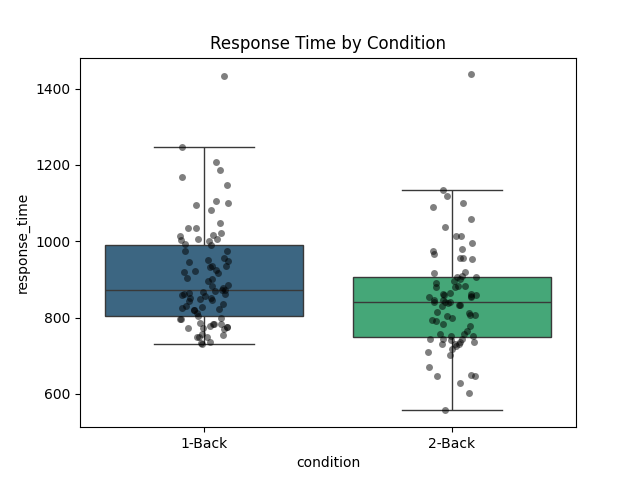 Response Time by Condition
1400
1200
1000
800
600
response_time
1-Back
2-Back
condition